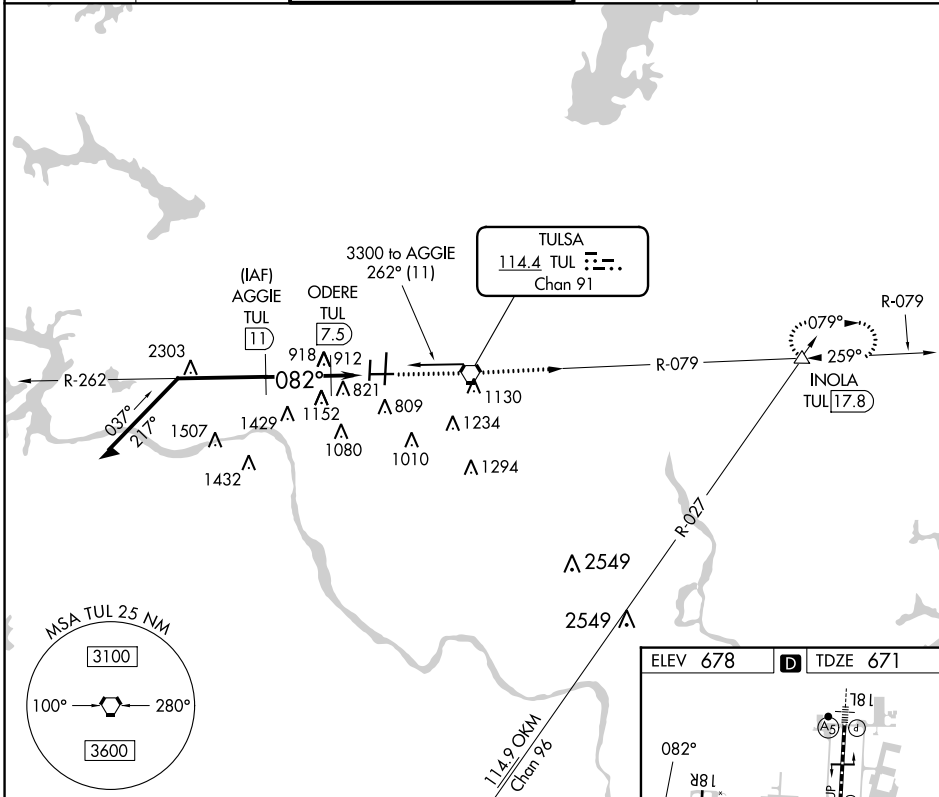 TULSA
114.4 TUL
Chan 91
3300 to AGGIE
262° (11)
(IAF)
AGGIE
TUL
11
ODERE
TUL
7.5
R-079
079°
259°
INOLA
TUL 17.8
R-079
2303
918
912
R-262
082°
821
1130
037°
217°
1152
809
1429
1234
1507
1080
1010
1432
1294
R-027
2549
2549
MSA TUL 25 NM
3100
100°
280°
3600
114.9 OKM
Chan 96
ELEV 678
D
TDZE 671
18L
A5
P
082°
18R
UP